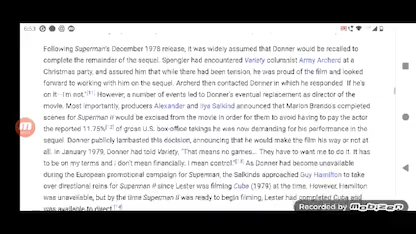 6:53
Following Superman's December 1978 release, it was widely assumed that Donner would be recalled to
complete the remainder of the sequel. Spengler had encountered Variety columnist Army Archerd at a
Christmas party, and assured him that while there had been tension, he was proud of the film and looked
forward to working with him on the sequel. Archerd then contacted Donner in which he responded. If he's
on it—I'm not."[11] However, a number of events led to Donner's eventual replacement as director of the
movie. Most importantly, producers Alexander and Ilya Salkind announced that Marlon Brando's completed
scenes for Superman II would be excised from the movie in order for them to avoid having to pay the actor
the reported 11.75% of gross U.S. box-office takings he was now demanding for his performance in the
sequel. Donner publicly lambasted this decision, announcing that he would make his film his way or not at
all. In January 1979, Donner had told Variety, "That means no games... They have to want me to do it. It has
to be on my terms and I don't mean financially. I mean control." As Donner had become unavailable
during the European promotional campaign for Superman, the Salkinds approached Guy Hamilton to take
over directorial reins for Superman II since Lester was filming Cuba (1979) at the time. However, Hamilton
was unavailable, but by the time Superman II was ready to begin filming, Lester had completed Cuba and
was available to direct.[14]
Recorded by Mobizen